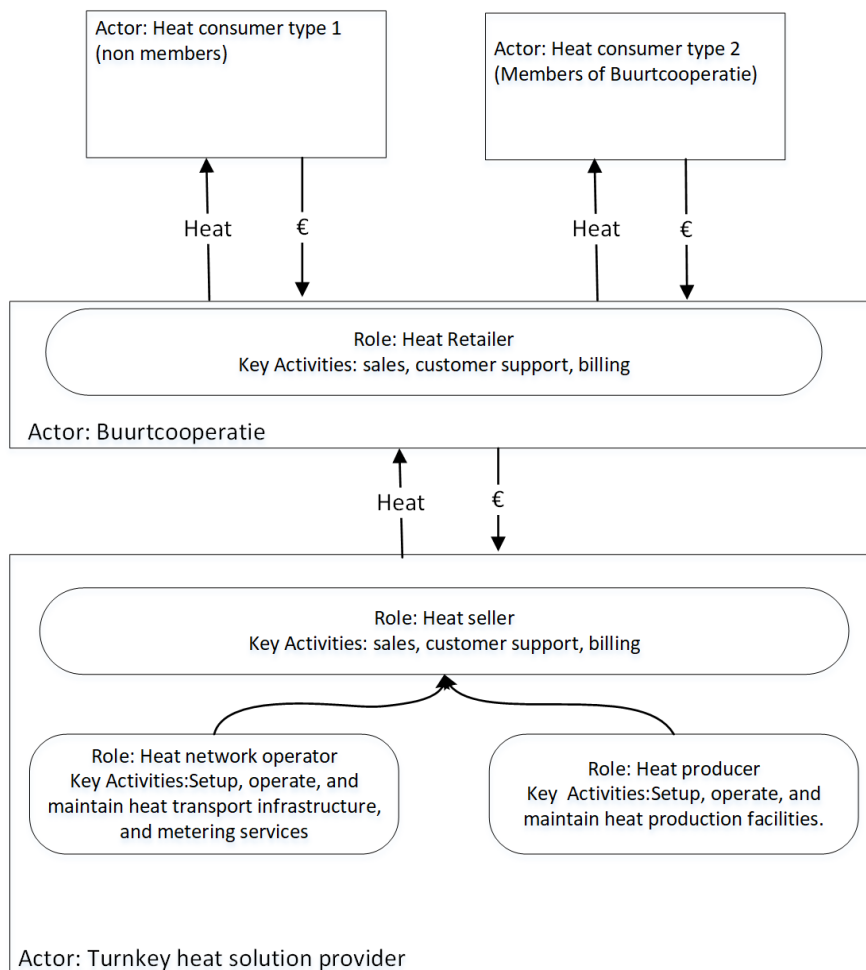 Actor: Heat consumer type 1
(non members)
Actor: Heat consumer type 2
(Members of Buurtcooperatie)
Heat
€
Heat
€
Role: Heat Retailer
Key Activities: sales, customer support, billing
Actor: Buurtcooperatie
Heat
€
Role: Heat seller
Key Activities: sales, customer support, billing
Role: Heat network operator
Key Activities:Setup, operate, and
maintain heat transport infrastructure,
and metering services
Role: Heat producer
Key  Activities:Setup, operate, and
maintain heat production facilities.
Actor: Turnkey heat solution provider